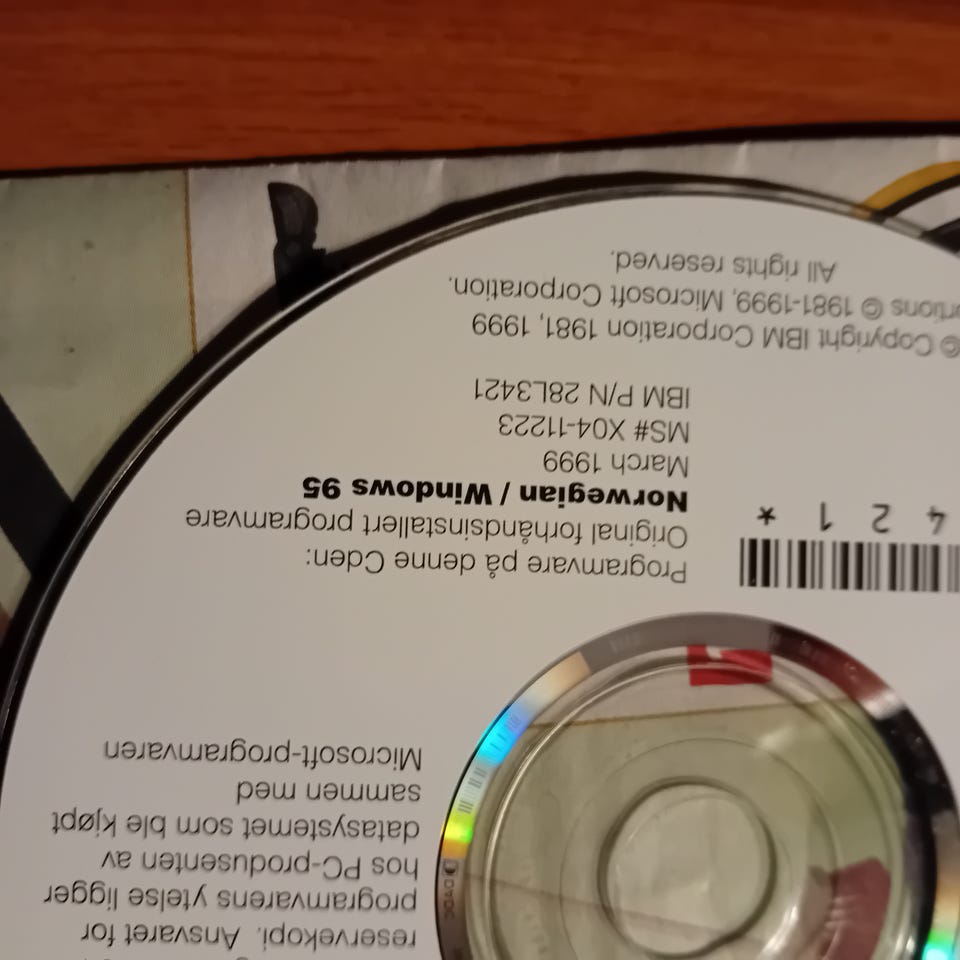 reservekopi. Ansvaret for
programvarens ytelse ligger
hos PC-produsenten av
datasystemet som ble kjøpt
sammen med
Microsoft-programvaren
4 2 1 *
Programvare på denne Cden:
Original forhåndsinstallert programvare
Norwegian / Windows 95
March 1999
MS# X04-11223
IBM P/N 28L3421
© Copyright IBM Corporation 1981, 1999
ortions © 1981-1999, Microsoft Corporation.
All rights reserved.